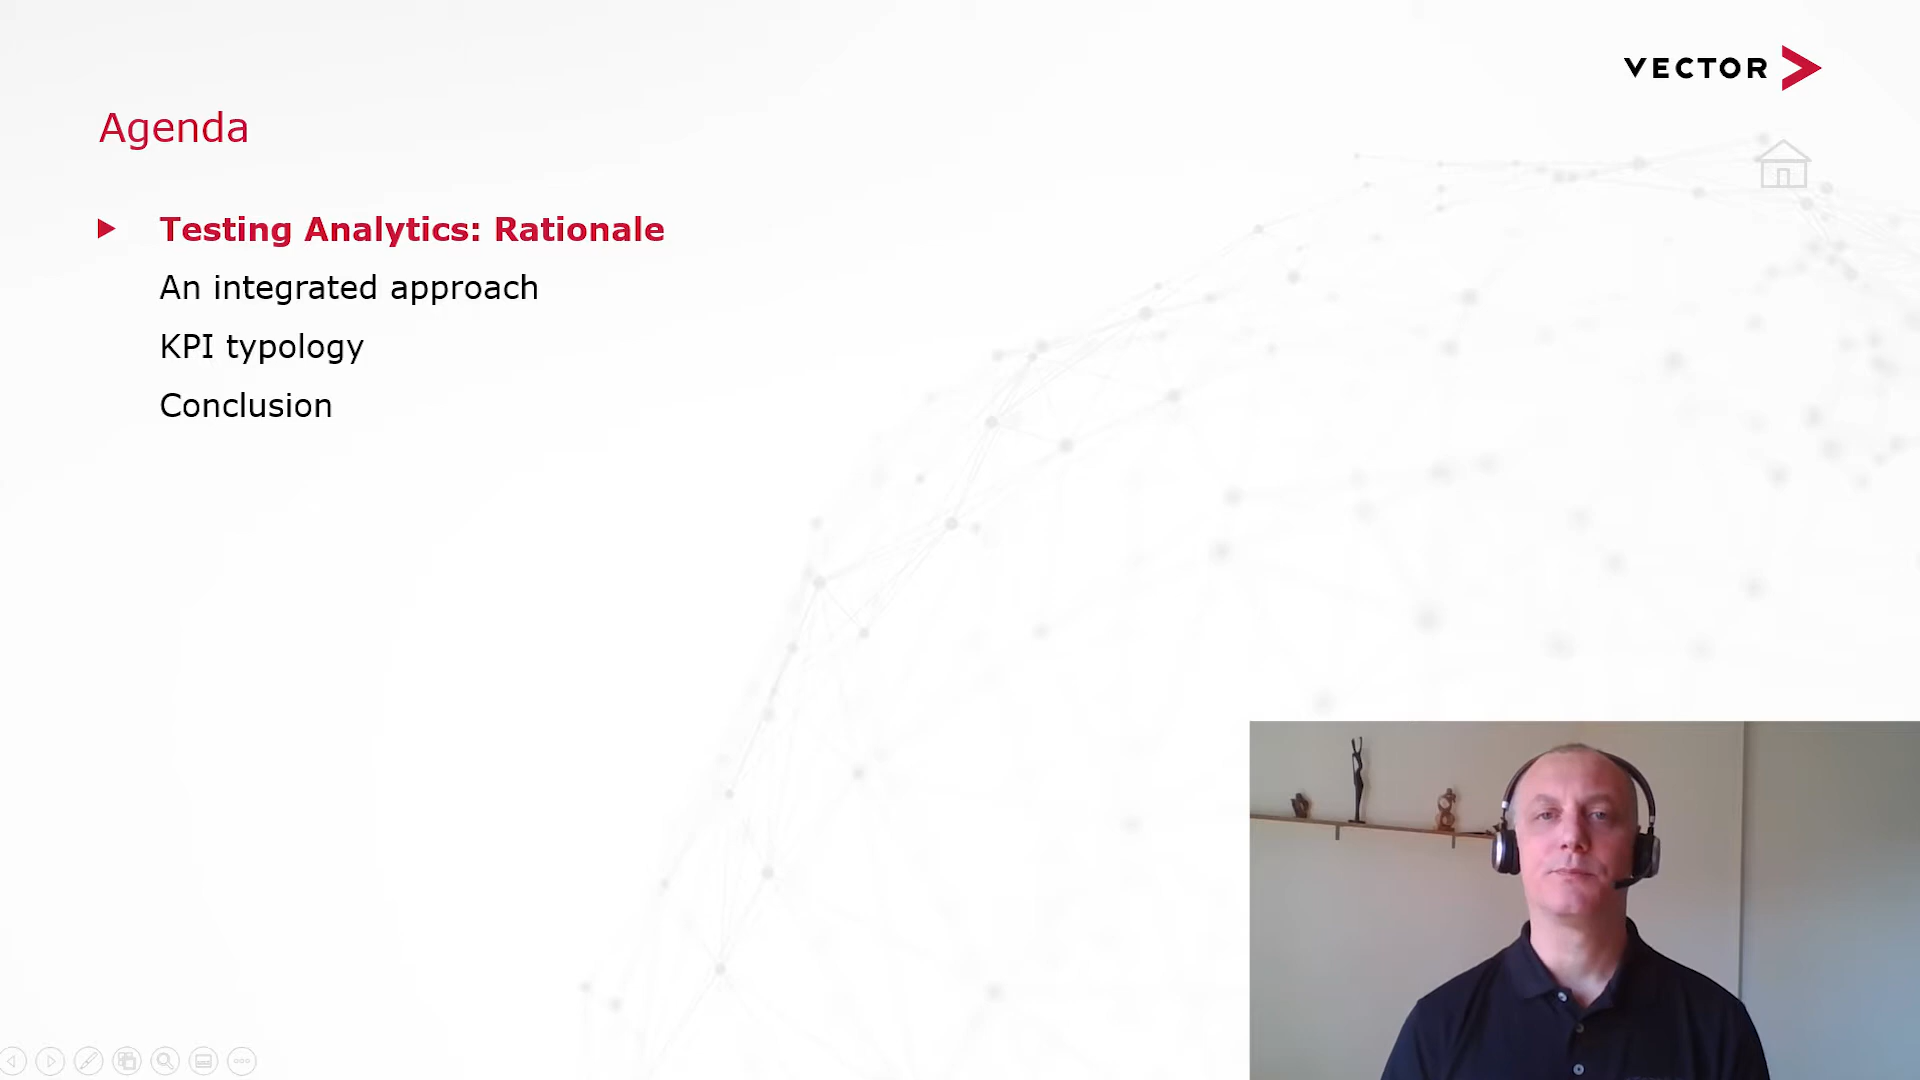 VECTOR
Agenda
Testing Analytics: Rationale
An integrated approach
KPI typology
Conclusion